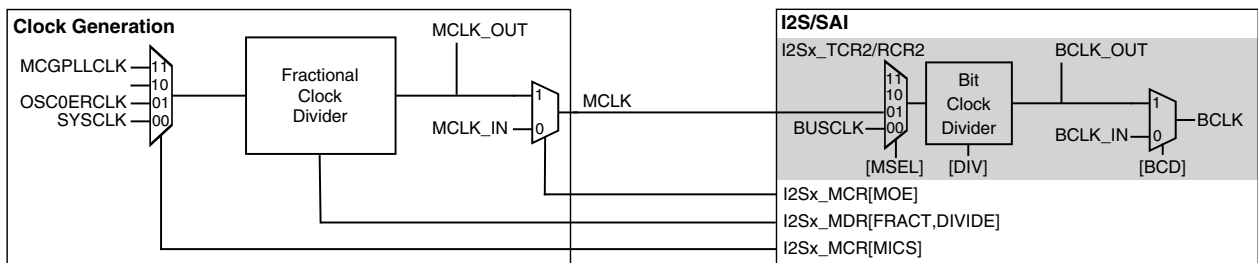 Clock Generation
MCGPLLCLK
OSC0ERCLK
SYSCLK
11
10
01
00
Fractional
Clock
Divider
MCLK_OUT
MCLK_IN
1
0
MCLK
I2S/SAI
I2Sx_TCR2/RCR2
BUSCLK
11
10
01
00
[MSEL]
Bit
Clock
Divider
[DIV]
BCLK_OUT
BCLK_IN
1
0
[BCD]
BCLK
I2Sx_MCR[MOE]
I2Sx_MDR[FRACT,DIVIDE]
I2Sx_MCR[MICS]